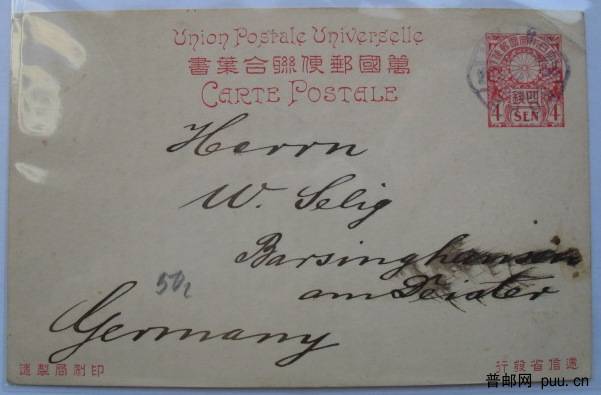 Union Postale Universelle
萬國郵便聯合葉書
CARTE POSTALE
四錢
4 SEN 4
Herrn
W. Selig
Barsinghausen
am Deister
Germany
造製局刷印
行發省信遞
普邮网 puu.cn